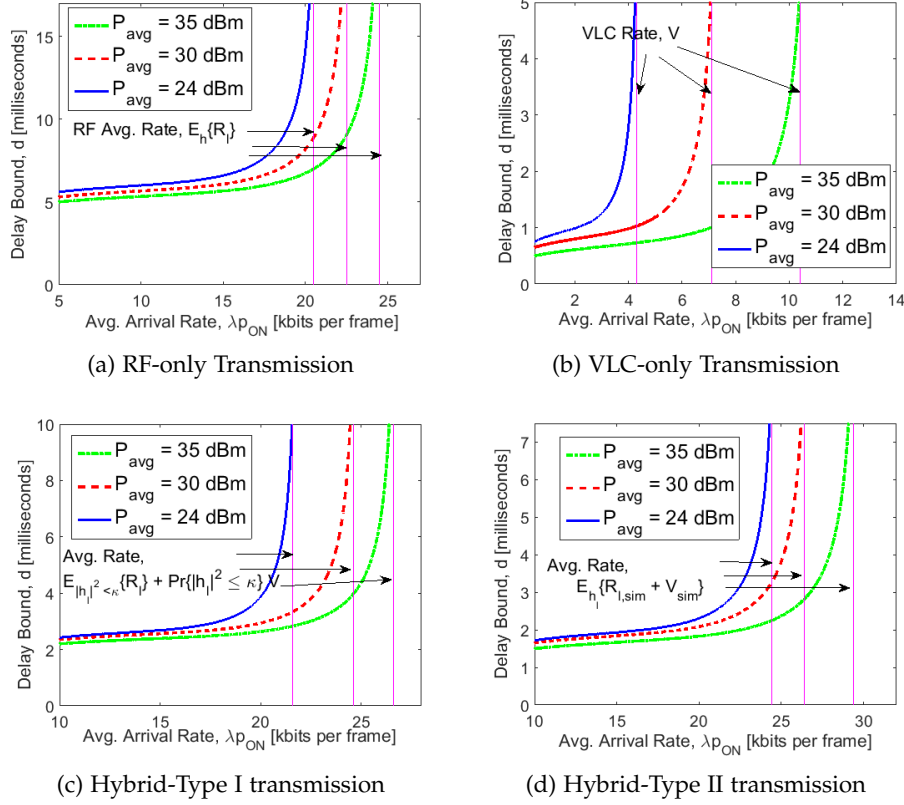 P_avg = 35 dBm
P_avg = 30 dBm
P_avg = 24 dBm
RF Avg. Rate, E_h{R_l}
Delay Bound, d [milliseconds]
15
10
5
0
5
10
15
20
25
Avg. Arrival Rate, λp_ON [kbits per frame]
(a) RF-only Transmission
VLC Rate, V
P_avg = 35 dBm
P_avg = 30 dBm
P_avg = 24 dBm
Delay Bound, d [milliseconds]
5
4
3
2
1
0
2
4
6
8
10
12
14
Avg. Arrival Rate, λp_ON [kbits per frame]
(b) VLC-only Transmission
P_avg = 35 dBm
P_avg = 30 dBm
P_avg = 24 dBm
Avg. Rate,
E_{|h_l|^2<κ}{R_l} + Pr{|h_l|^2 ≤ κ} V
Delay Bound, d [milliseconds]
10
8
6
4
2
0
10
15
20
25
Avg. Arrival Rate, λp_ON [kbits per frame]
(c) Hybrid-Type I transmission
P_avg = 35 dBm
P_avg = 30 dBm
P_avg = 24 dBm
Avg. Rate,
E_{h_l}{R_{l,sim} + V_sim}
Delay Bound, d [milliseconds]
7
6
5
4
3
2
1
0
10
15
20
25
30
Avg. Arrival Rate, λp_ON [kbits per frame]
(d) Hybrid-Type II transmission